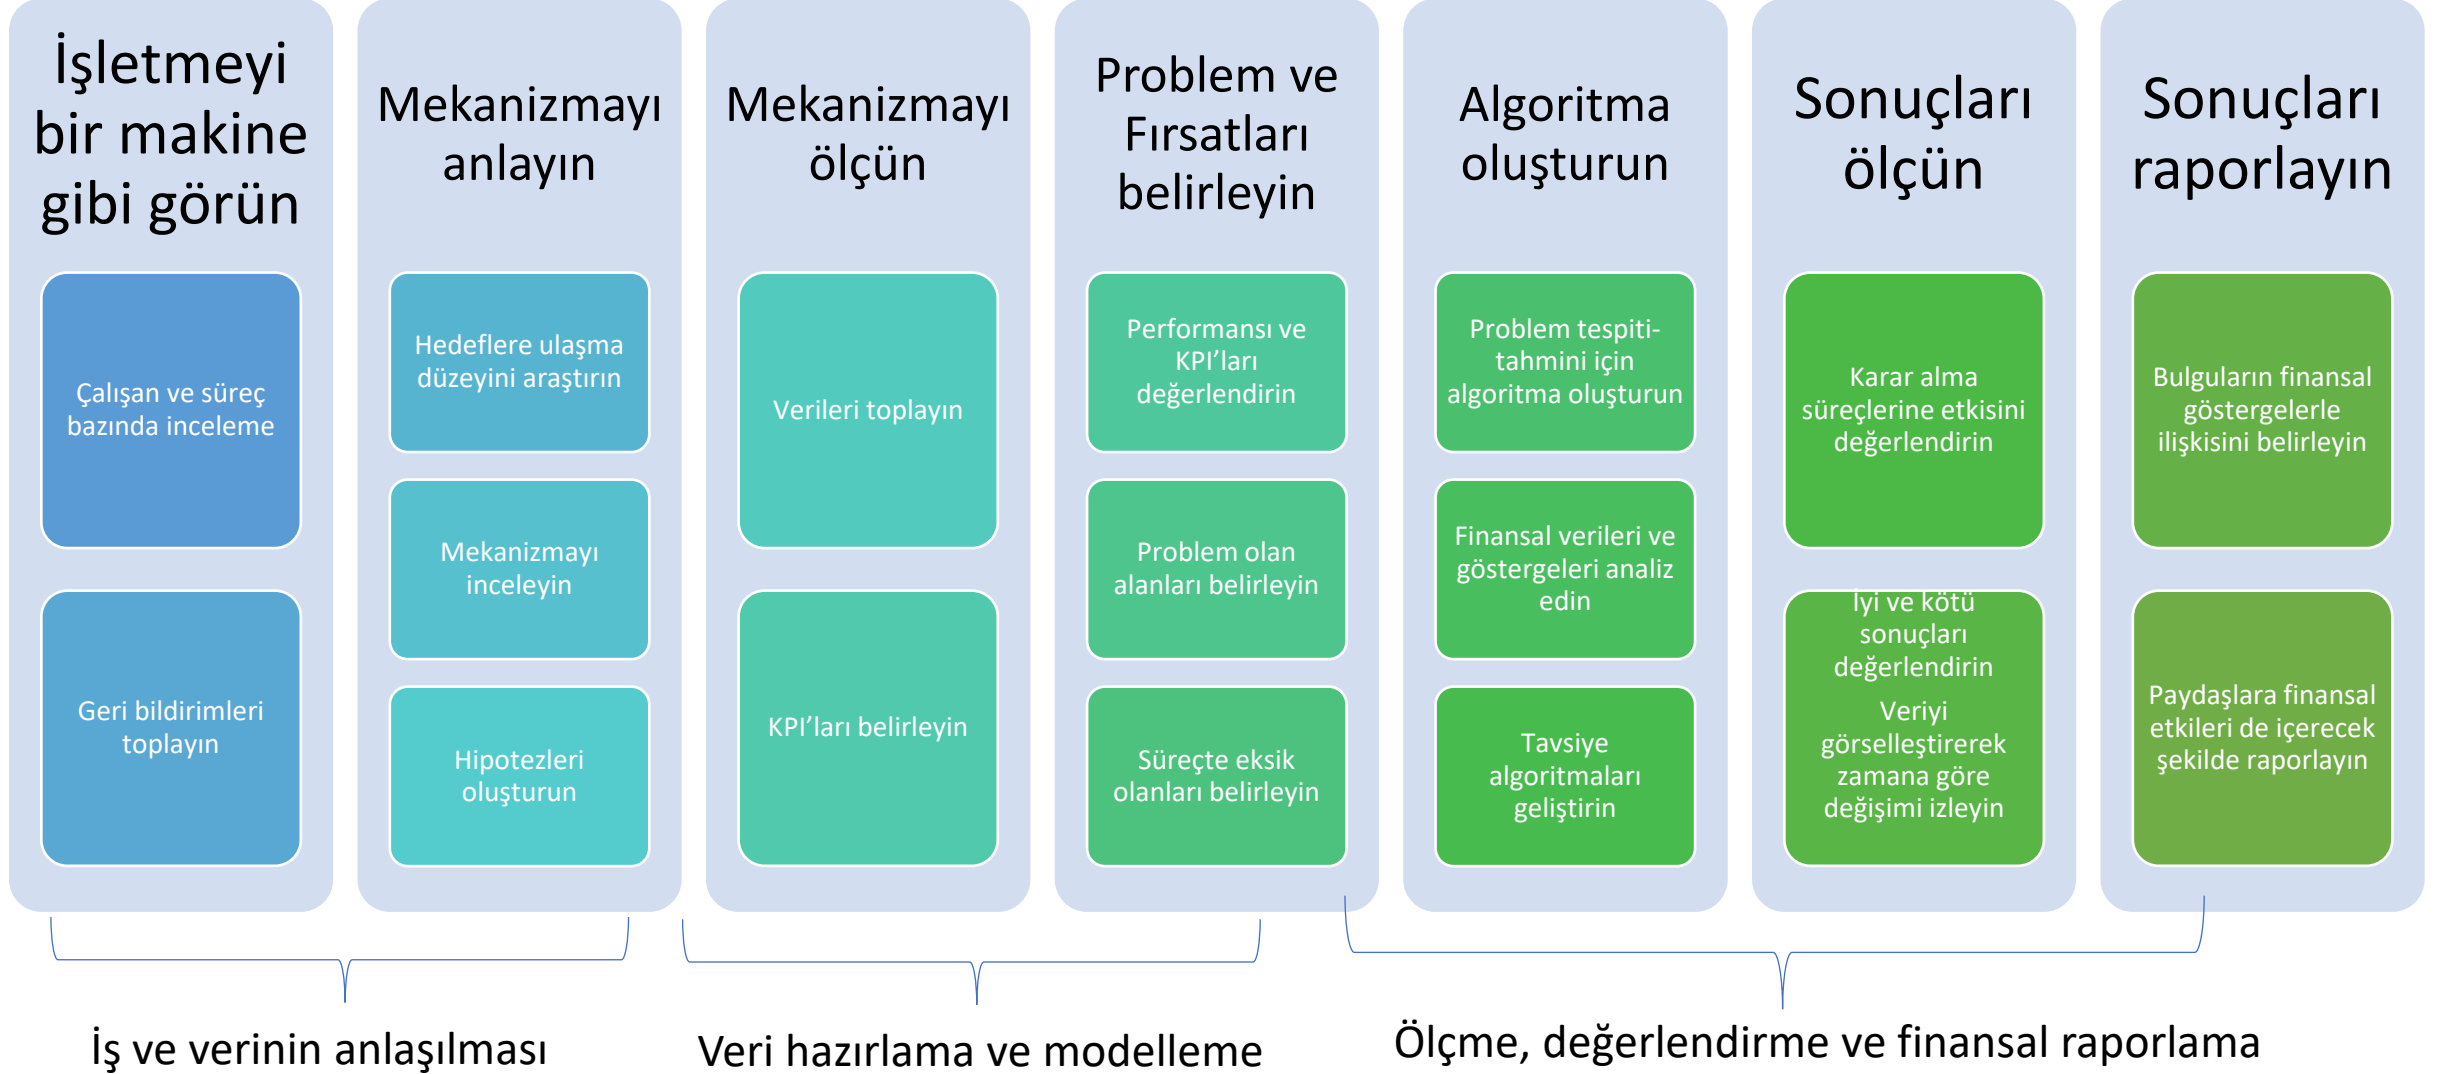 İşletmeyi
bir makine
gibi görün
Çalışan ve süreç
bazında inceleme
Geri bildirimleri
toplayın
Mekanizmayı
anlayın
Hedeflere ulaşma
düzeyini araştırın
Mekanizmayı
inceleyin
Hipotezleri
oluşturun
Mekanizmayı
ölçün
Verileri toplayın
KPI’ları belirleyin
Problem ve
Fırsatları
belirleyin
Performansı ve
KPI’ları
değerlendirin
Problem olan
alanları belirleyin
Süreçte eksik
olanları belirleyin
Algoritma
oluşturun
Problem tespiti-
tahmini için
algoritma oluşturun
Finansal verileri ve
göstergeleri analiz
edin
Tavsiye
algoritmaları
geliştirin
Sonuçları
ölçün
Karar alma
süreçlerine etkisini
değerlendirin
İyi ve kötü
sonuçları
değerlendirin
Veriyi
görselleştirerek
zamana göre
değişimi izleyin
Sonuçları
raporlayın
Bulguların finansal
göstergelerle
ilişkisini belirleyin
Paydaşlara finansal
etkileri de içerecek
şekilde raporlayın
İş ve verinin anlaşılması
Veri hazırlama ve modelleme
Ölçme, değerlendirme ve finansal raporlama